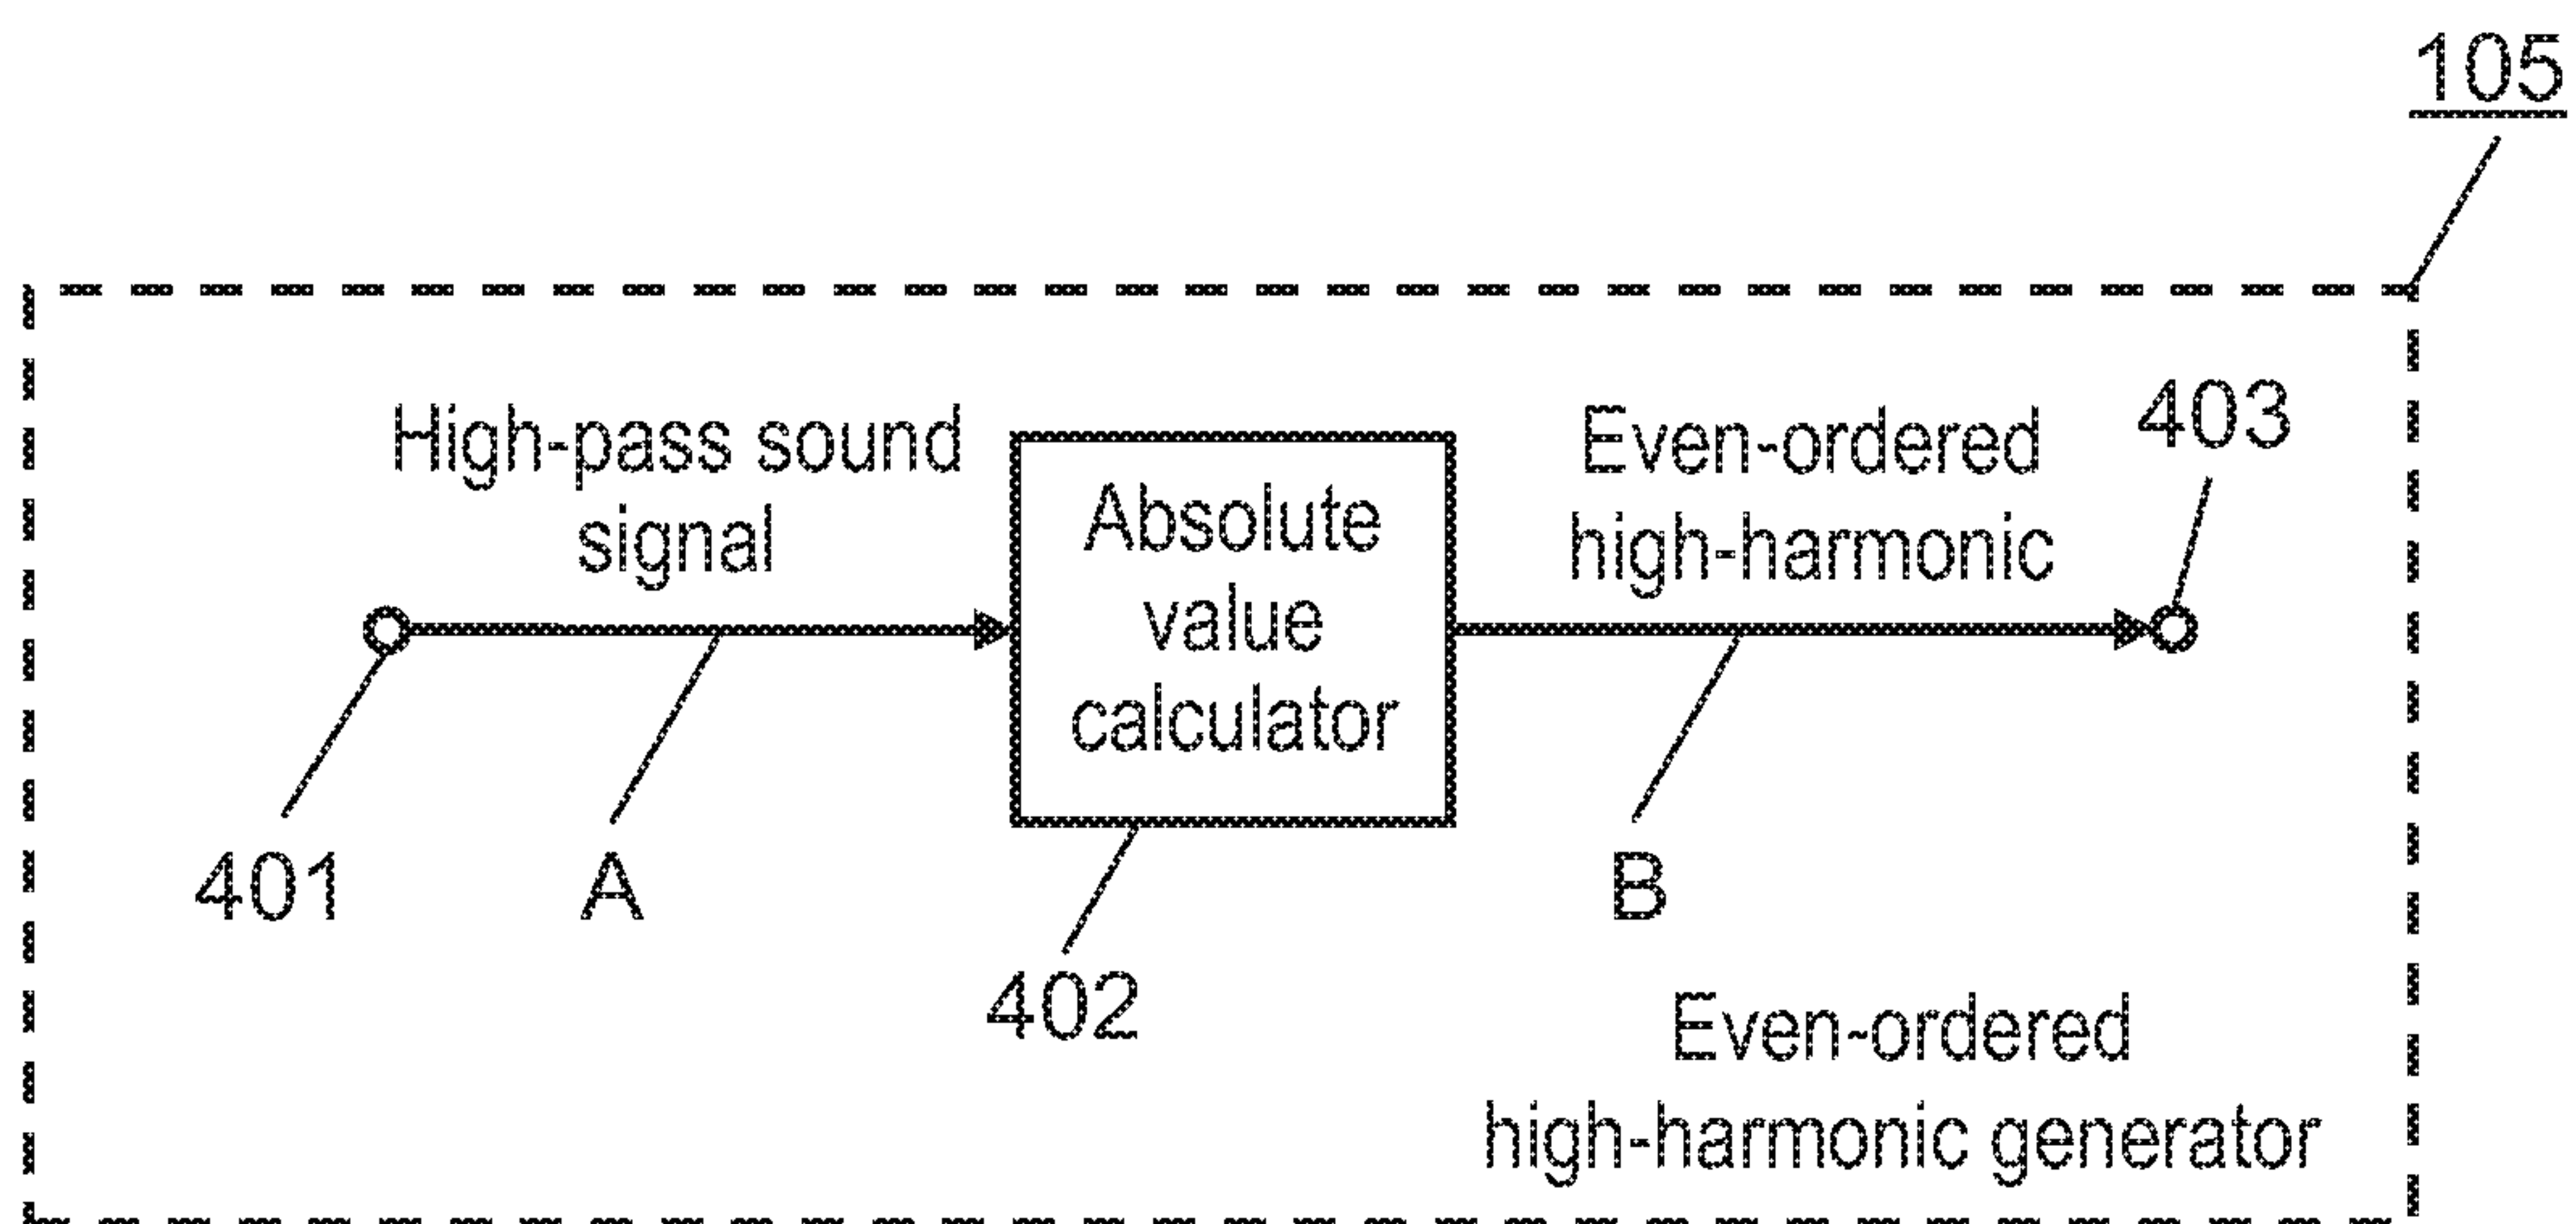 105
High-pass sound
signal
Absolute
value
calculator
Even-ordered
high-harmonic
403
401
A
402
B
Even-ordered
high-harmonic generator